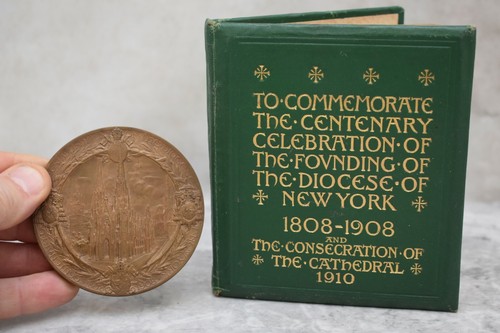 TO·COMMEMORATE
THE·CENTENARY
CELEBRATION·OF
THE·FOVNDING·OF
THE·DIOCESE·OF
NEW YORK
1808-1908
AND
THE·CONSECRATION·OF
THE·CATHEDRAL
1910